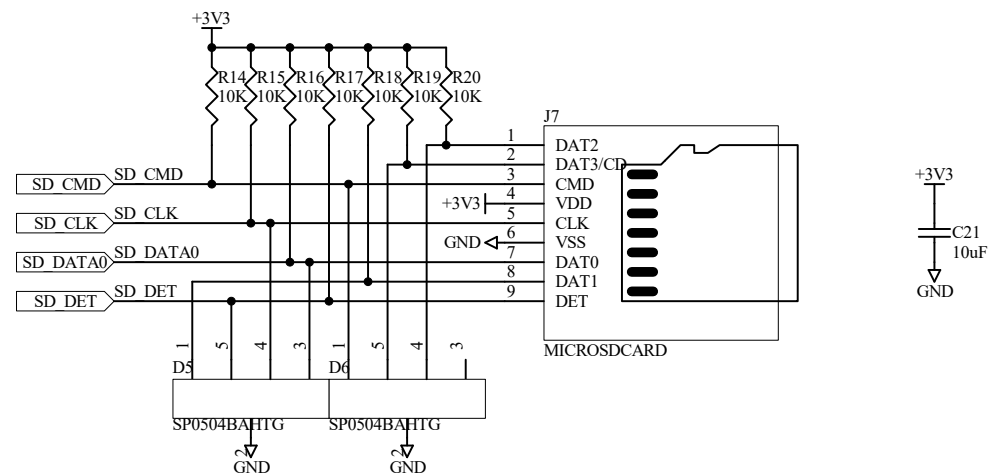 +3V3
R14 R15 R16 R17 R18 R19 R20
10K 10K 10K 10K 10K 10K 10K
J7
1 DAT2
2 DAT3/CD
SD_CMD SD_CMD 3 CMD
+3V3 4 VDD
SD_CLK SD_CLK 5 CLK
GND 6 VSS
SD_DATA0 SD_DATA0 7 DAT0
8 DAT1
SD_DET SD_DET 9 DET
MICROSDCARD
1 5 4 3 1 5 4 3
D5 D6
SP0504BAHTG SP0504BAHTG
2 2
GND GND
+3V3
C21
10uF
GND